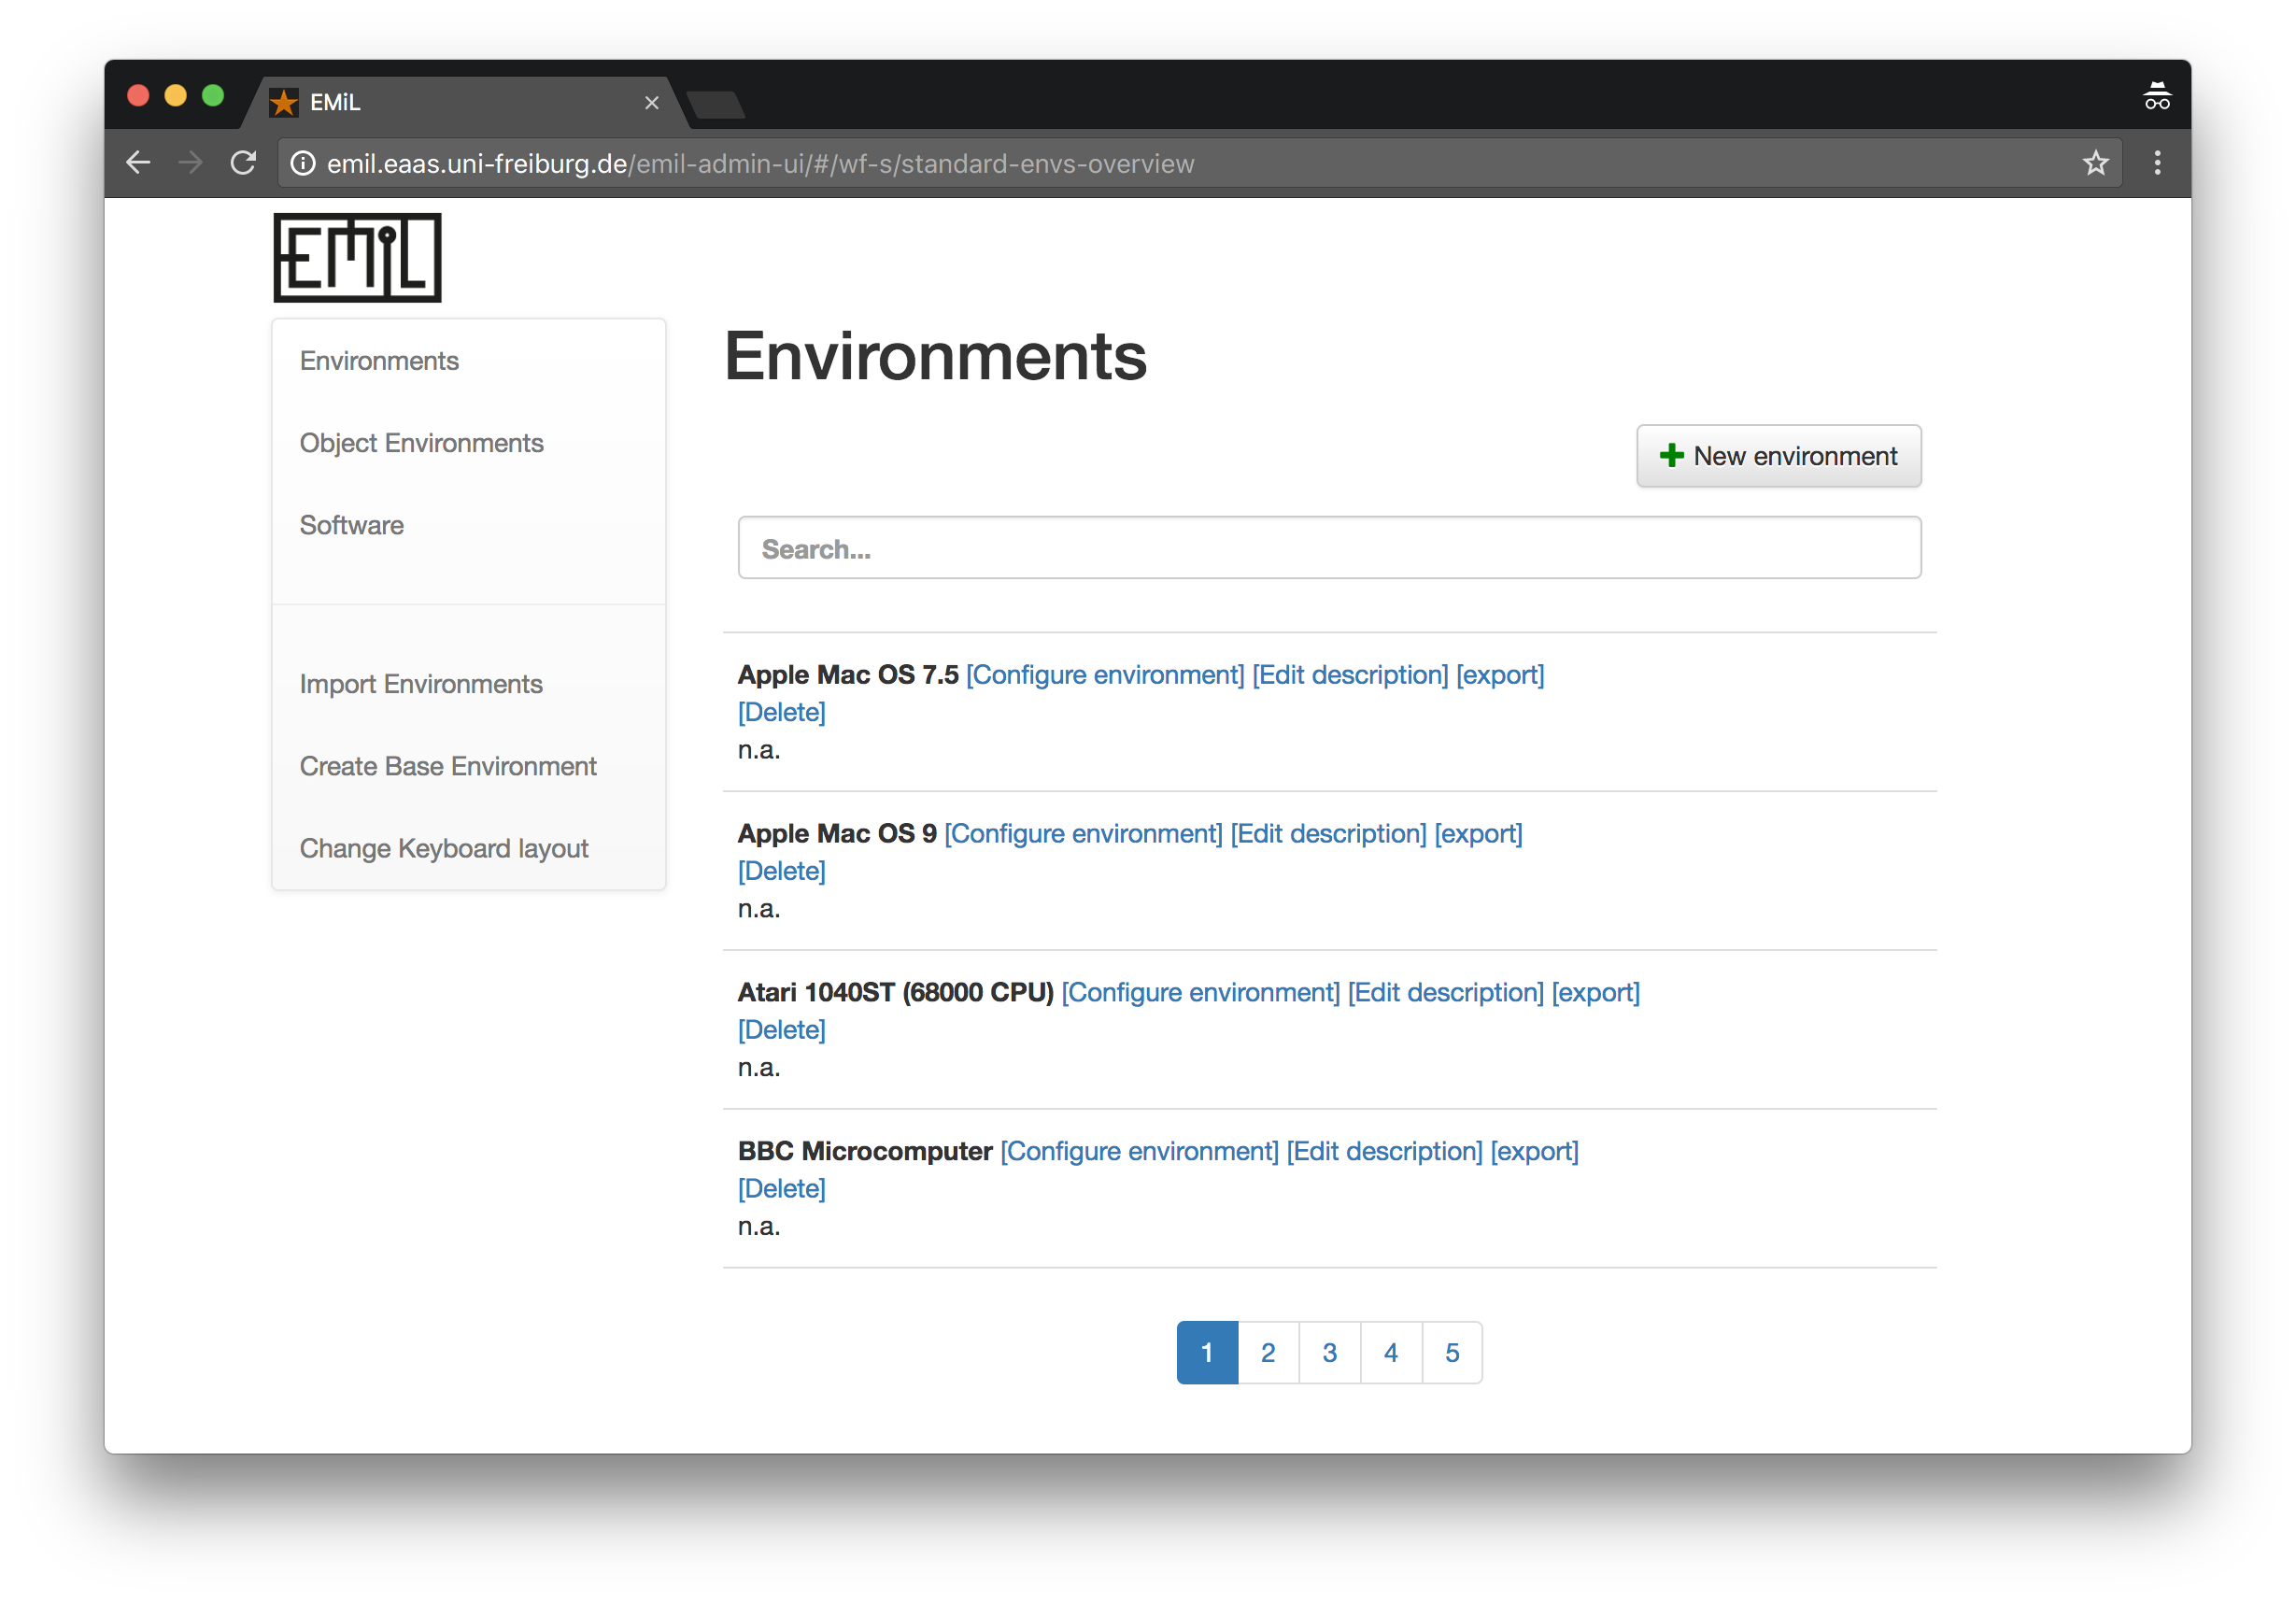 EMiL
emil.eaas.uni-freiburg.de/emil-admin-ui/#/wf-s/standard-envs-overview
EMiL
Environments
Object Environments
Software
Import Environments
Create Base Environment
Change Keyboard layout
Environments
New environment
Search...
Apple Mac OS 7.5 [Configure environment] [Edit description] [export]
[Delete]
n.a.
Apple Mac OS 9 [Configure environment] [Edit description] [export]
[Delete]
n.a.
Atari 1040ST (68000 CPU) [Configure environment] [Edit description] [export]
[Delete]
n.a.
BBC Microcomputer [Configure environment] [Edit description] [export]
[Delete]
n.a.
1 2 3 4 5